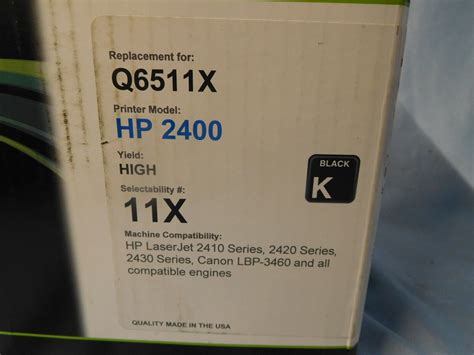 Replacement for:
Q6511X
Printer Model:
HP 2400
Yield:
HIGH
BLACK
K
Selectability #:
11X
Machine Compatibility:
HP LaserJet 2410 Series, 2420 Series,
2430 Series, Canon LBP-3460 and all
compatible engines
QUALITY MADE IN THE USA